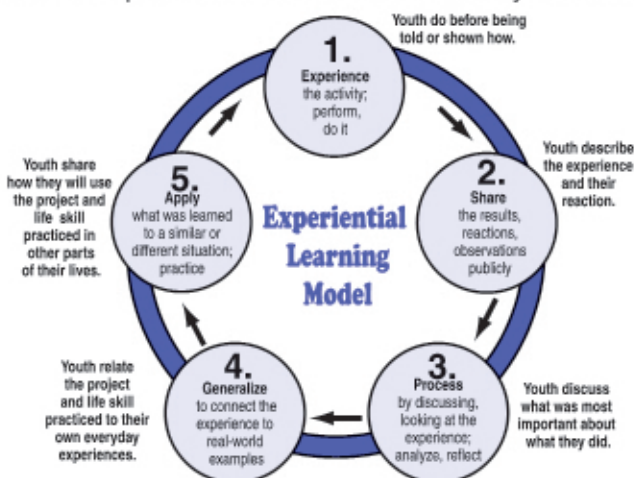 Youth do before being
told or shown how.
1.
Experience
the activity;
perform,
do it
Youth describe
the experience
and their
reaction.
2.
Share
the results,
reactions,
observations
publicly
Youth discuss
what was most
important about
what they did.
3.
Process
by discussing,
looking at the
experience;
analyze, reflect
Youth relate
the project
and life skill
practiced to their
own everyday
experiences.
4.
Generalize
to connect the
experience to
real-world
examples
Youth share
how they will use
the project and
life skill
practiced in
other parts
of their lives.
5.
Apply
what was learned
to a similar or
different situation;
practice
Experiential
Learning
Model